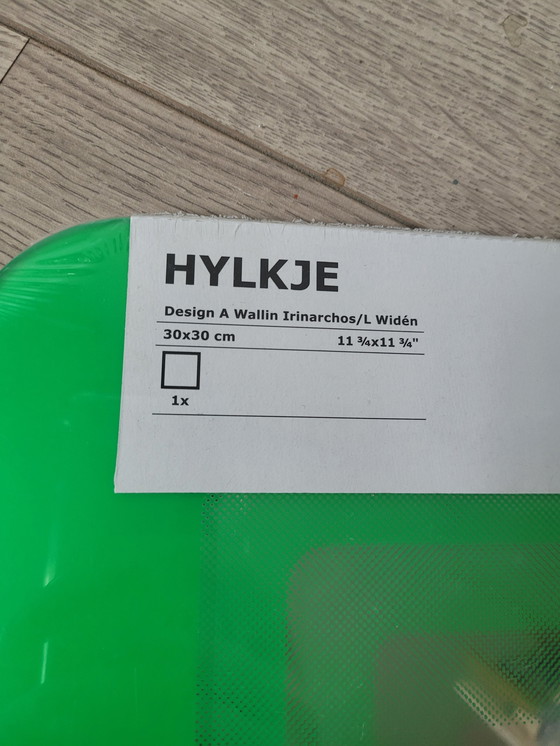 HYLKJE
Design A Wallin Irinarchos/L Widén
30x30 cm 11 ¾x11 ¾"
1x